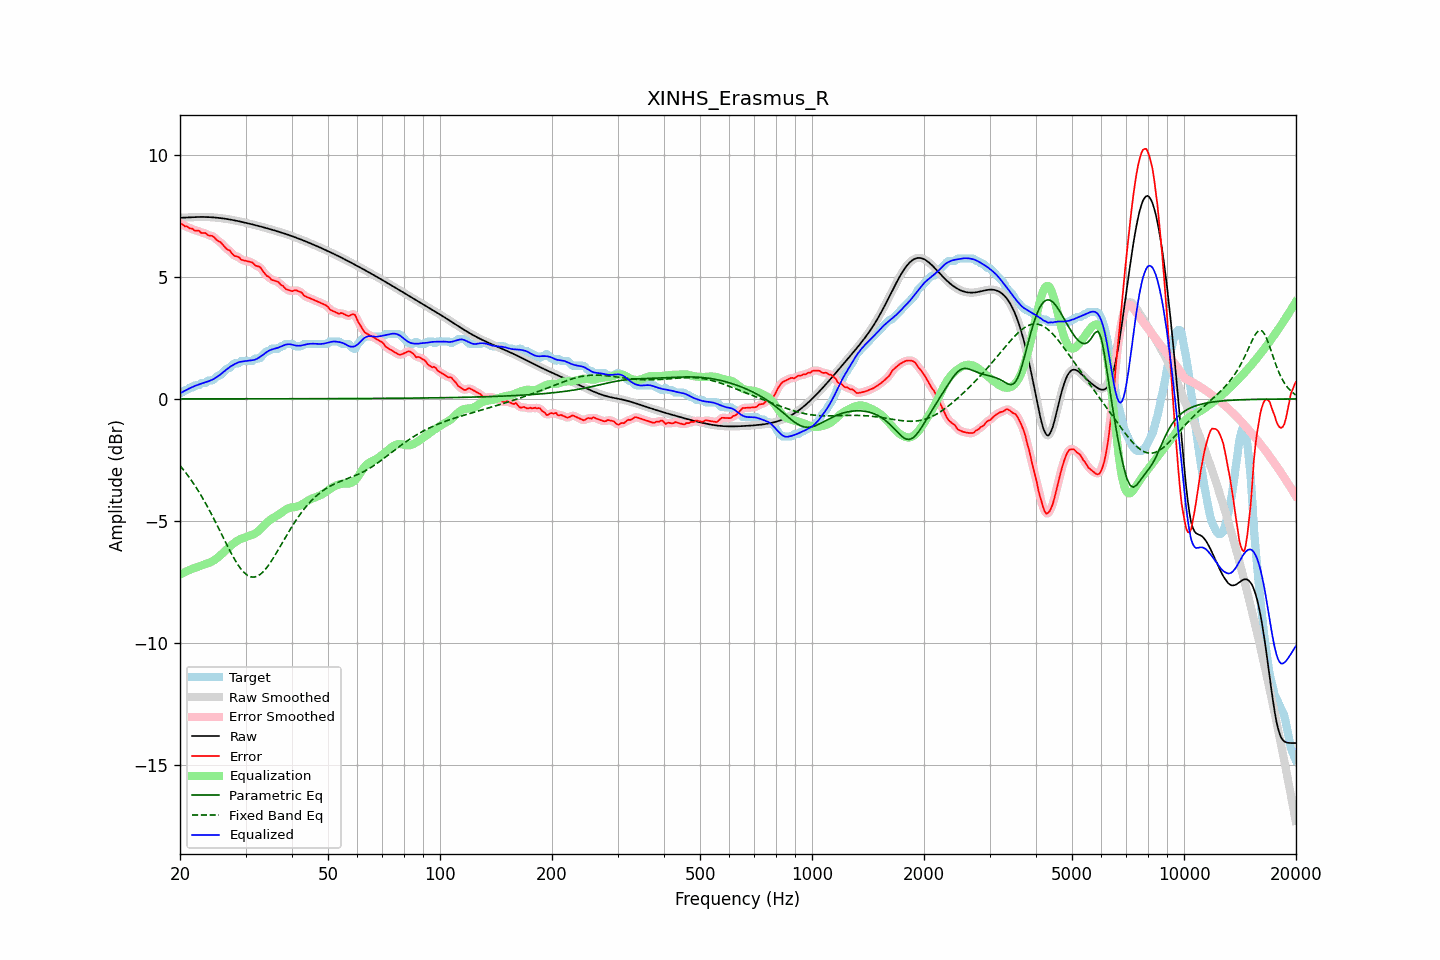 XINHS_Erasmus_R
Amplitude (dBr)
10
5
0
−5
−10
−15
Target
Raw Smoothed
Error Smoothed
Raw
Error
Equalization
Parametric Eq
Fixed Band Eq
Equalized
20
50
100
200
500
1000
2000
5000
10000
20000
Frequency (Hz)